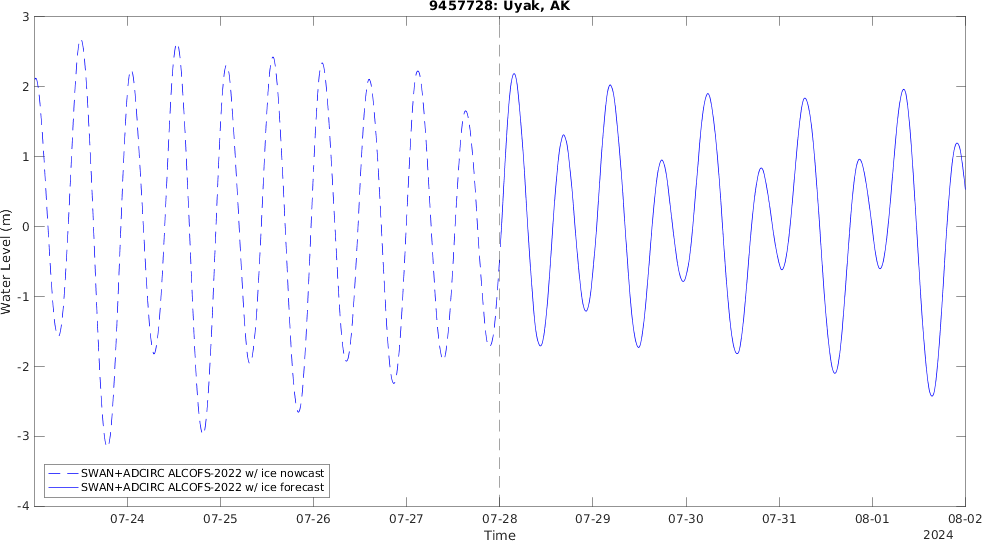 9457728: Uyak, AK
Water Level (m)
3
2
1
0
-1
-2
-3
-4
SWAN+ADCIRC ALCOFS-2022 w/ ice nowcast
SWAN+ADCIRC ALCOFS-2022 w/ ice forecast
07-24 07-25 07-26 07-27 07-28 07-29 07-30 07-31 08-01 08-02
Time
2024